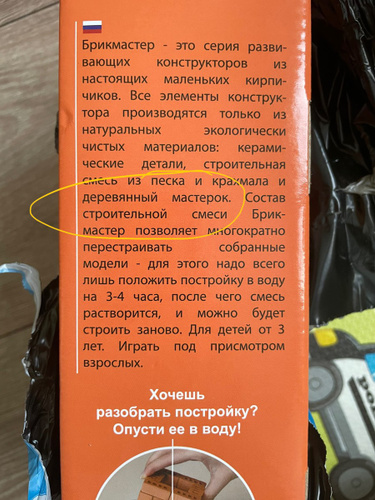 Брикмастер - это серия разви-
вающих конструкторов из
настоящих маленьких кирпи-
чиков. Все элементы конструк-
тора производятся только из
натуральных экологически
чистых материалов: керами-
ческие детали, строительная
смесь из песка и крахмала и
деревянный мастерок. Состав
строительной смеси Брик-
мастер позволяет многократно
перестраивать собранные
модели - для этого надо всего
лишь положить постройку в воду
на 3-4 часа, после чего смесь
растворится, и можно будет
строить заново. Для детей от 3
лет. Играть под присмотром
взрослых.
Хочешь
разобрать постройку?
Опусти ее в воду!